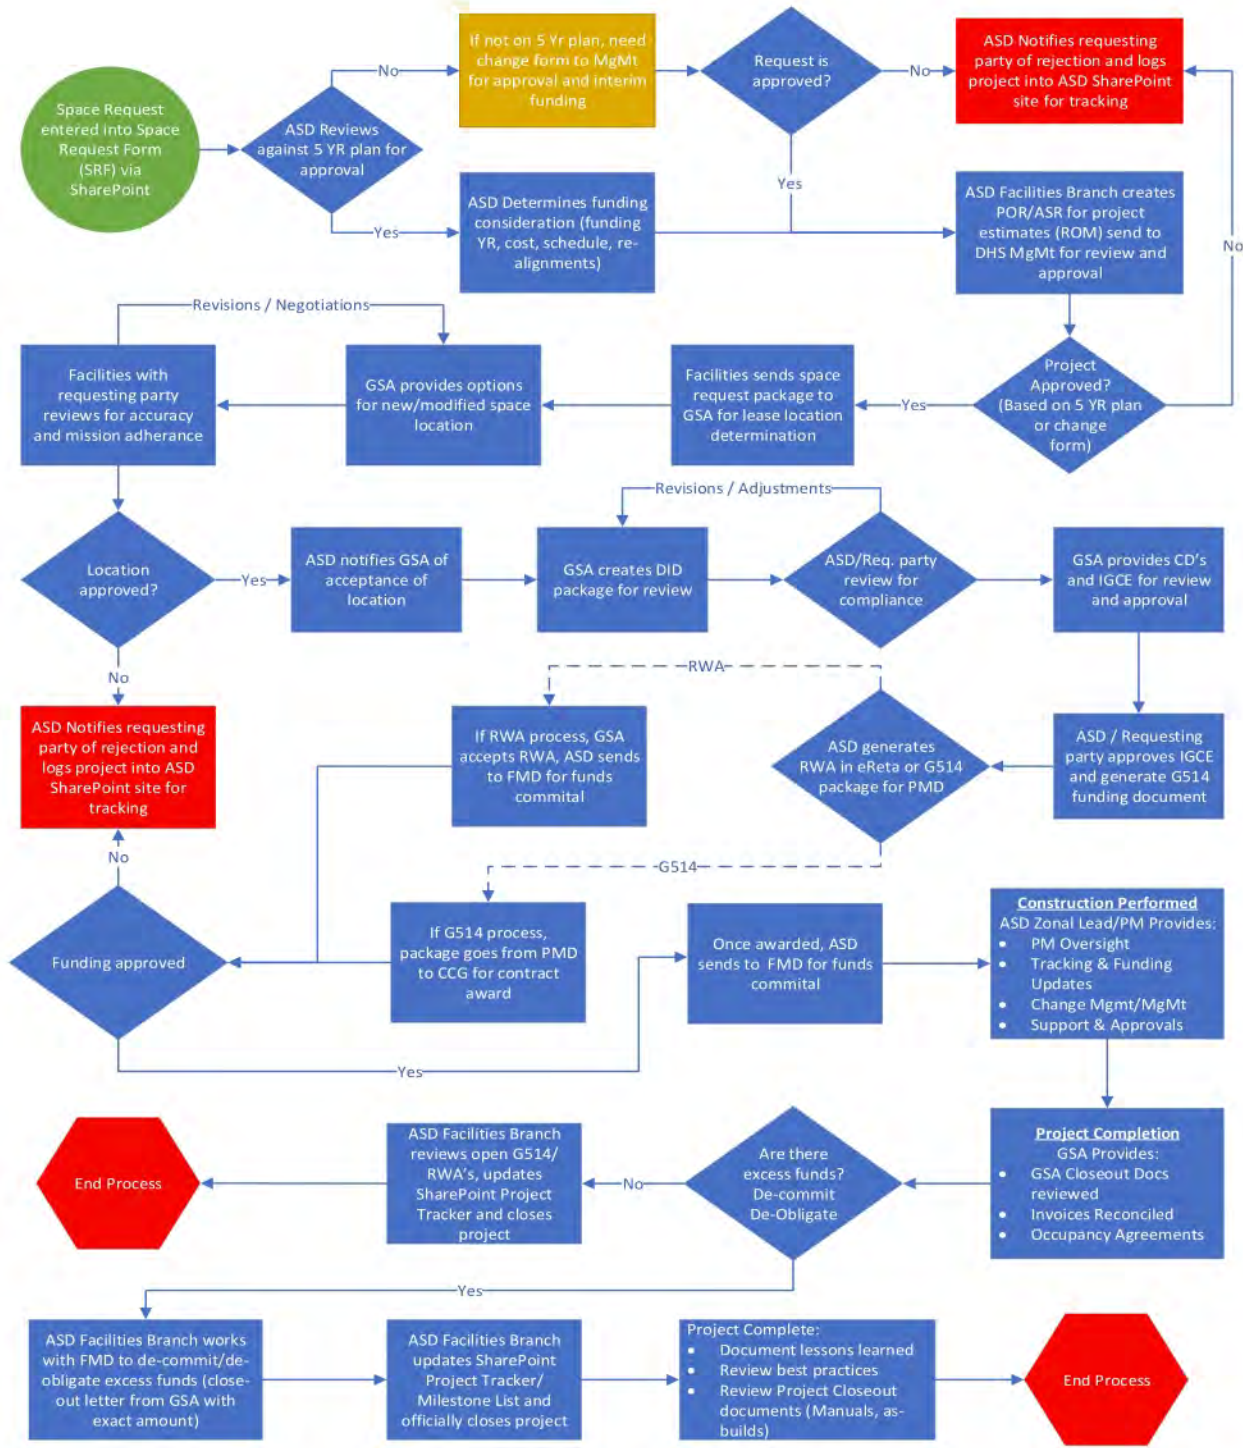 If not on 5 Yr plan, need
change form to MgMt
for approval and interim
funding
Request is
approved?
ASD Notifies requesting
party of rejection and logs
project into ASD SharePoint
site for tracking
No
No
Space Request
entered into Space
Request Form
(SRF) via
SharePoint
ASD Reviews
against 5 YR plan for
approval
Yes
Yes
ASD Determines funding
consideration (funding
YR, cost, schedule, re-
alignments)
ASD Facilities Branch creates
POR/ASR for project
estimates (ROM) send to
DHS MgMt for review and
approval
No
Revisions / Negotiations
Facilities with
requesting party
reviews for accuracy
and mission adherance
GSA provides options
for new/modified space
location
Facilities sends space
request package to
GSA for lease location
determination
Yes
Project
Approved?
(Based on 5 YR plan
or change
form)
Revisions / Adjustments
Location
approved?
Yes
ASD notifies GSA of
acceptance of
location
GSA creates DID
package for review
ASD/Req. party
review for
compliance
GSA provides CD's
and IGCE for review
and approval
No
RWA
ASD Notifies requesting
party of rejection and
logs project into ASD
SharePoint site for
tracking
If RWA process, GSA
accepts RWA, ASD sends
to FMD for funds
commital
ASD generates
RWA in eReta or G514
package for PMD
ASD / Requesting
party approves IGCE
and generate G514
funding document
No
G514
Funding approved
If G514 process,
package goes from PMD
to CCG for contract
award
Once awarded, ASD
sends to FMD for funds
commital
Construction Performed
ASD Zonal Lead/PM Provides:
• PM Oversight
• Tracking & Funding
Updates
• Change Mgmt/MgMt
• Support & Approvals
Yes
End Process
ASD Facilities Branch
reviews open G514/
RWA's, updates
SharePoint Project
Tracker and closes
project
No
Are there
excess funds?
De-commit
De-Obligate
Project Completion
GSA Provides:
• GSA Closeout Docs
reviewed
• Invoices Reconciled
• Occupancy Agreements
Yes
ASD Facilities Branch works
with FMD to de-commit/de-
obligate excess funds (close-
out letter from GSA with
exact amount)
ASD Facilities Branch
updates SharePoint
Project Tracker/
Milestone List and
officially closes project
Project Complete:
• Document lessons learned
• Review best practices
• Review Project Closeout
documents (Manuals, as-
builds)
End Process